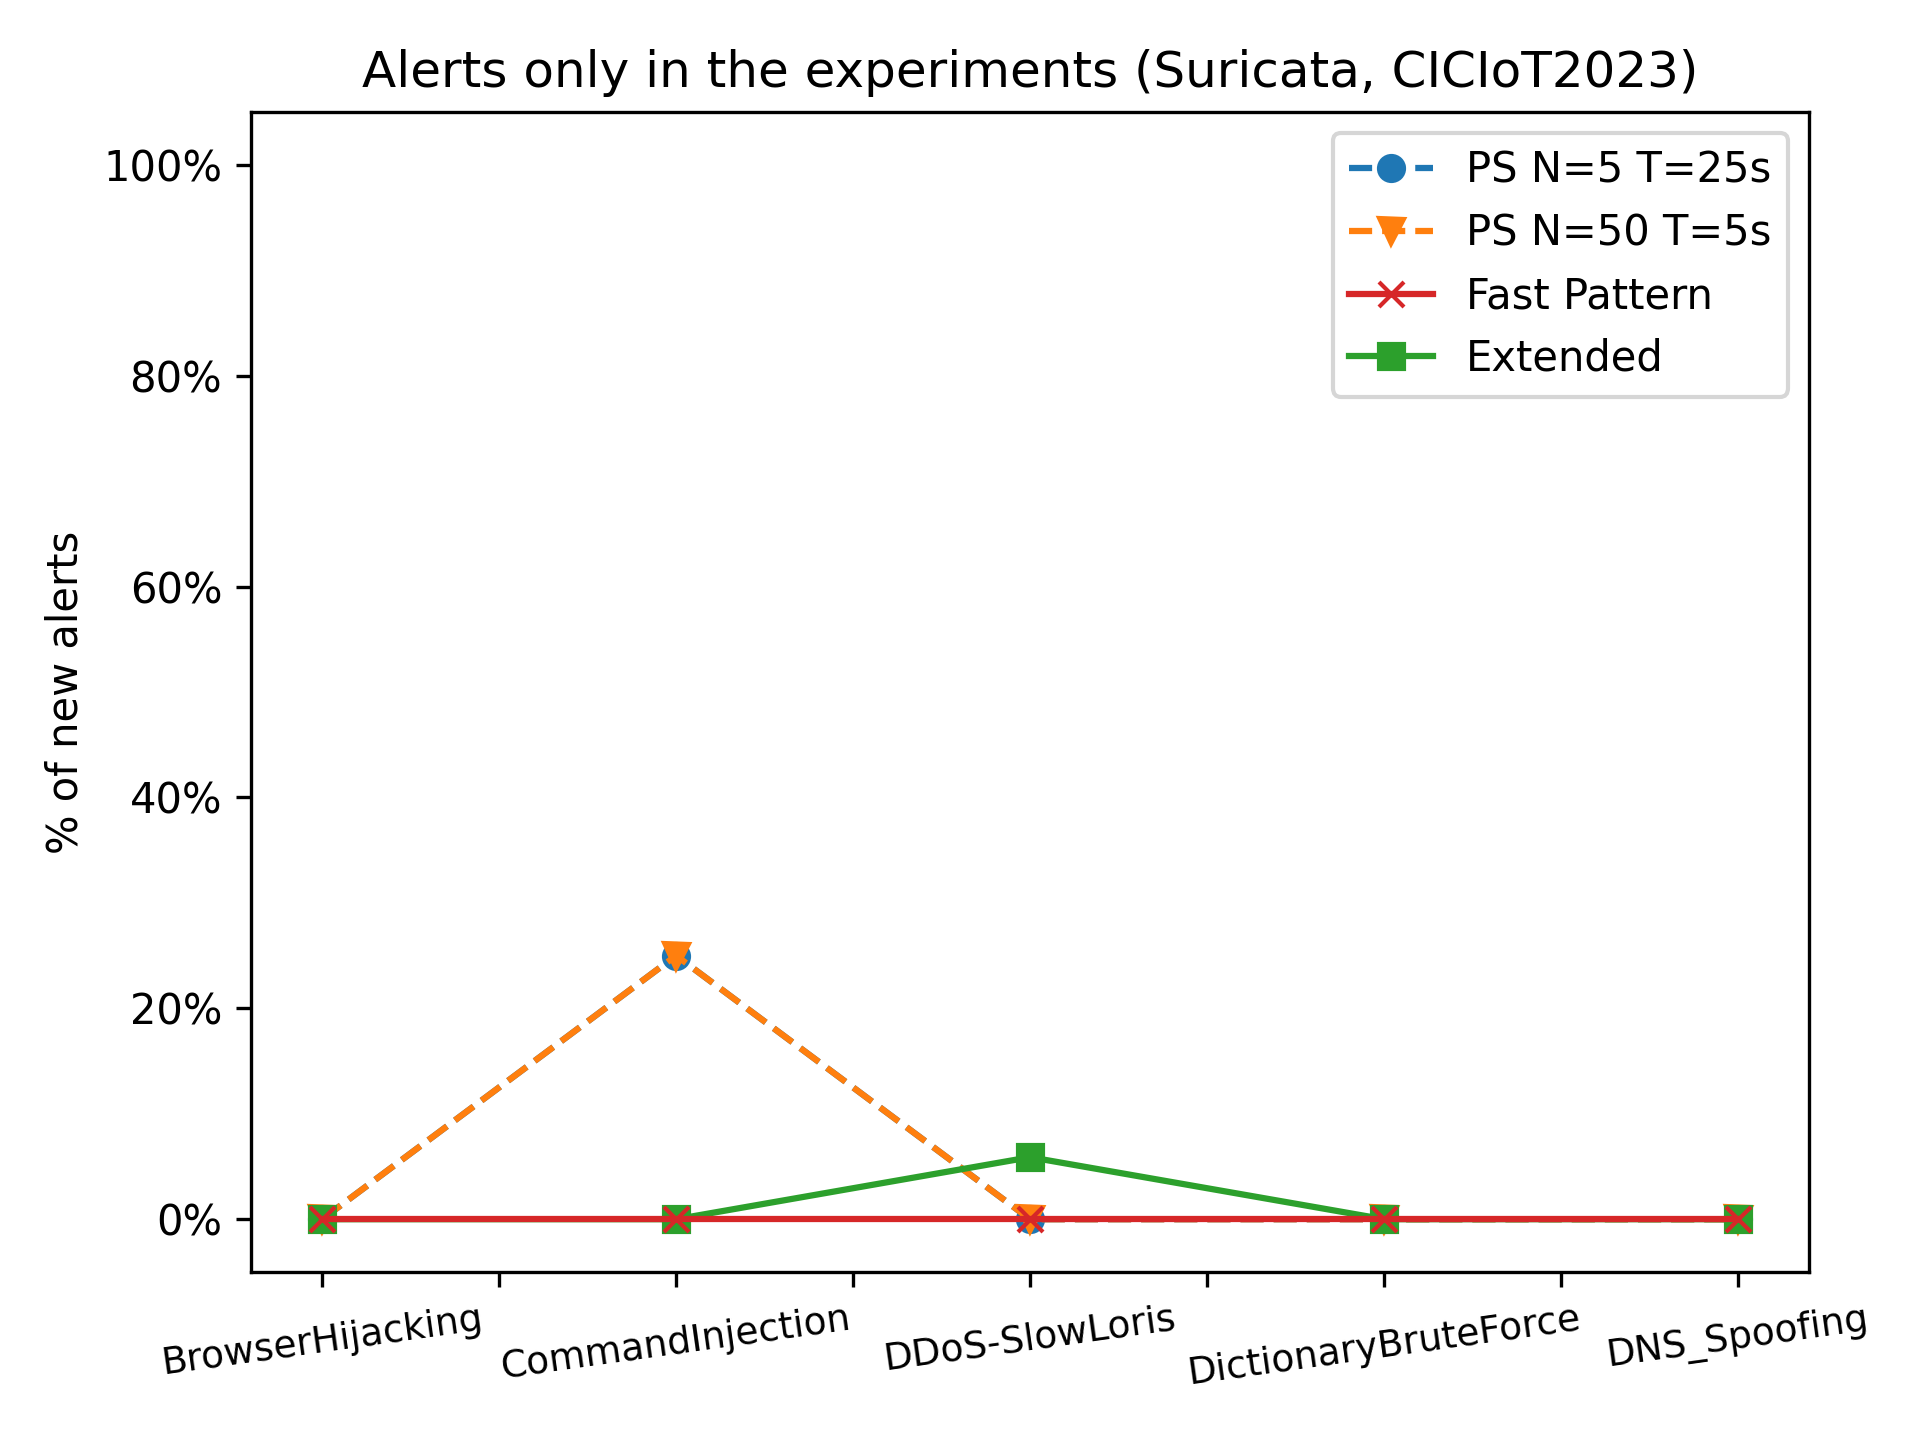 Alerts only in the experiments (Suricata, CICIoT2023)
PS N=5 T=25s
PS N=50 T=5s
Fast Pattern
Extended
% of new alerts
100%
80%
60%
40%
20%
0%
BrowserHijacking
CommandInjection
DDoS-SlowLoris
DictionaryBruteForce
DNS_Spoofing